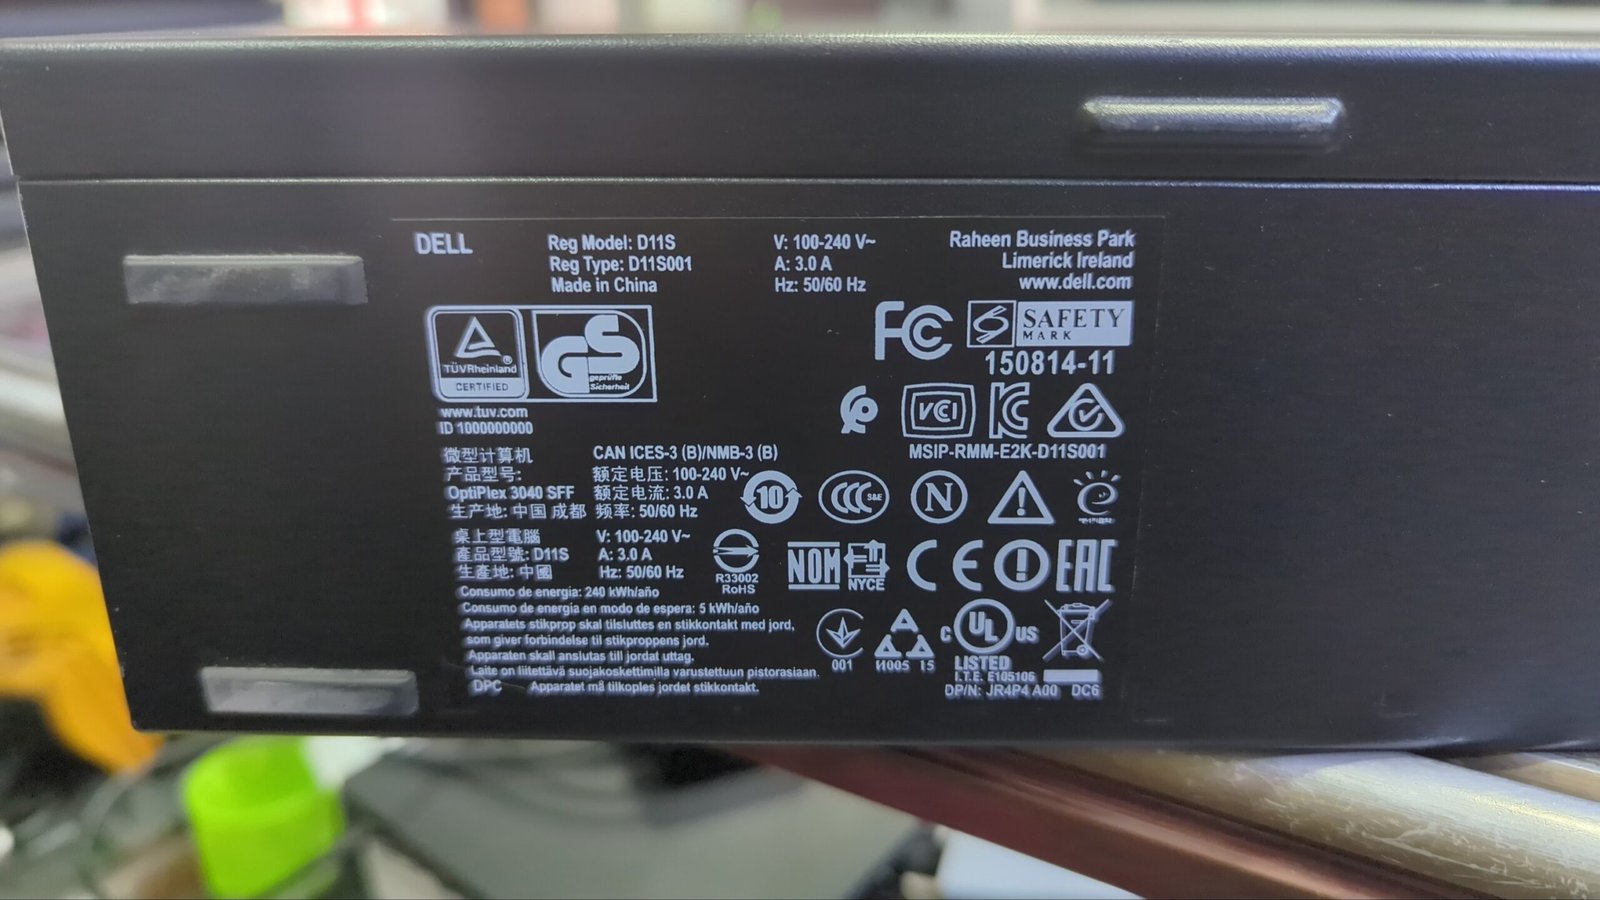 DELL
Reg Model: D11S
Reg Type: D11S001
Made in China
V: 100-240 V~
A: 3.0 A
Hz: 50/60 Hz
Raheen Business Park
Limerick Ireland
www.dell.com
TÜVRheinland®
CERTIFIED
GS
geprüfte
Sicherheit
www.tuv.com
ID 1000000000
FC
SAFETY
MARK
150814-11
VCI
MSIP-RMM-E2K-D11S001
微型计算机
产品型号:
OptiPlex 3040 SFF
生产地: 中国 成都
CAN ICES-3 (B)/NMB-3 (B)
额定电压: 100-240 V~
额定电流: 3.0 A
频率: 50/60 Hz
10
CCC S&E
N
桌上型電腦
產品型號: D11S
生產地: 中國
V: 100-240 V~
A: 3.0 A
Hz: 50/60 Hz
R33002
RoHS
NOM
NYCE
CE
EAC
Consumo de energia: 240 kWh/año
Consumo de energia en modo de espera: 5 kWh/año
Apparatets stikprop skal tilsluttes en stikkontakt med jord,
som giver forbindelse til stikproppens jord.
Apparaten skall anslutas till jordat uttag.
Laite on liitettävä suojakoskettimilla varustettuun pistorasiaan.
DPC Apparatet må tilkoples jordet stikkontakt.
001
И005 15
c UL US
LISTED
I.T.E. E105106
DP/N: JR4P4 A00 DC6